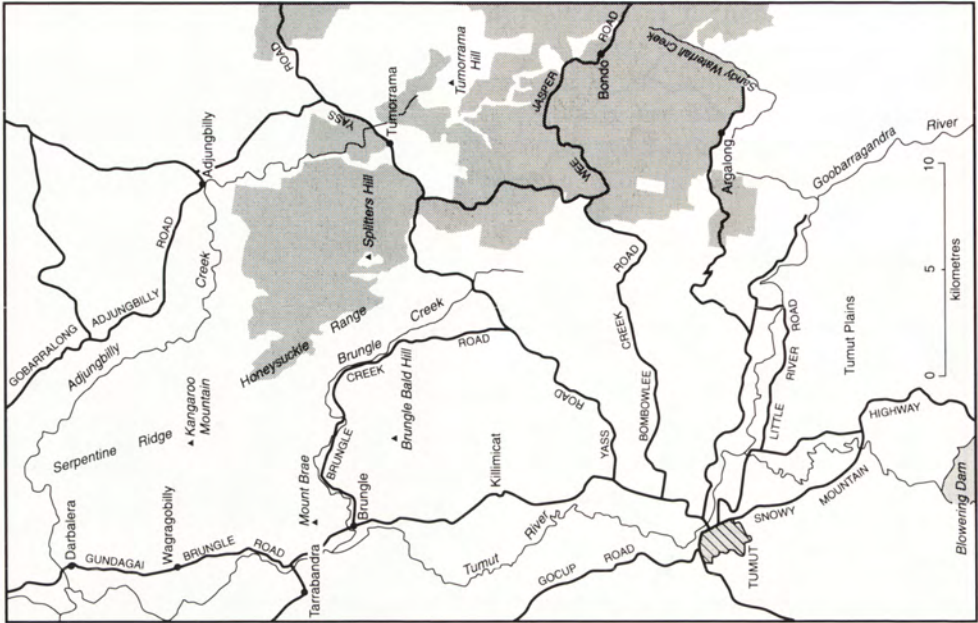 ROAD
YASS
Tumorrama
Tumorrama
Hill
Adjungbilly
GOBARRALONG
ADJUNGBILLY
ROAD
Adjungbilly
Creek
Splitters Hill
Honeysuckle
Range
Serpentine
Ridge
Kangaroo
Mountain
Darbalera
GUNDAGAI
Wagragobilly
BRUNGLE
ROAD
Tarrabandra
Mount Brae
Brungle
BRUNGLE
CREEK
ROAD
Brungle
Creek
Brungle Bald Hill
Killimicat
YASS
ROAD
Tumut
River
GOCUP
ROAD
BOMBOWLEE
CREEK
ROAD
WEE
JASPER
ROAD
Bondo
Sandy Waterfall Creek
Argalong
Goobarragandra
River
LITTLE
RIVER
ROAD
Tumut Plains
TUMUT
SNOWY
MOUNTAIN
HIGHWAY
Blowering Dam
0
5
10
kilometres